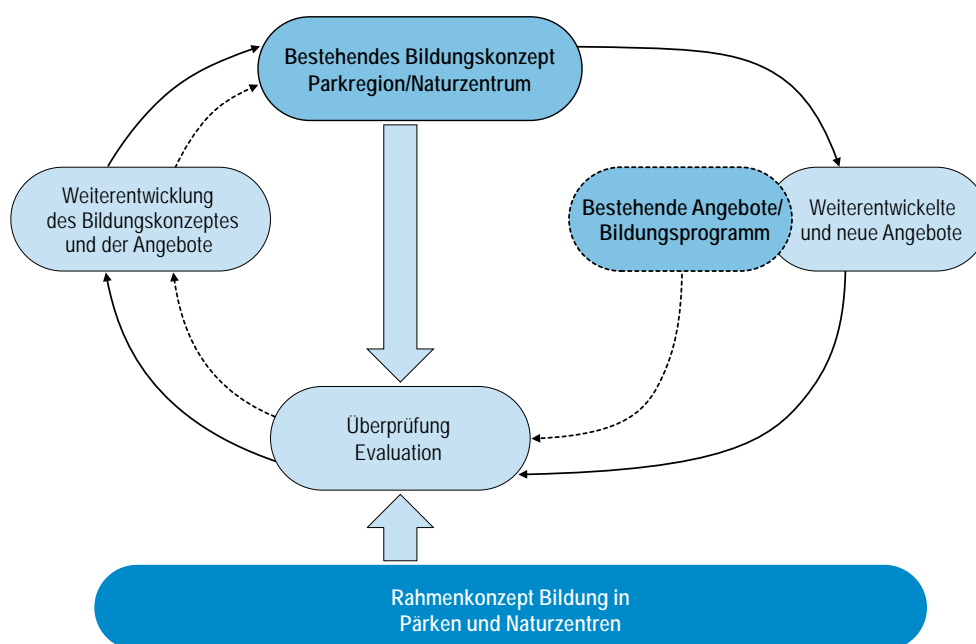 Bestehendes Bildungskonzept
Parkregion/Naturzentrum
Weiterentwicklung
des Bildungskonzeptes
und der Angebote
Bestehende Angebote/
Bildungsprogramm
Weiterentwickelte
und neue Angebote
Überprüfung
Evaluation
Rahmenkonzept Bildung in
Pärken und Naturzentren